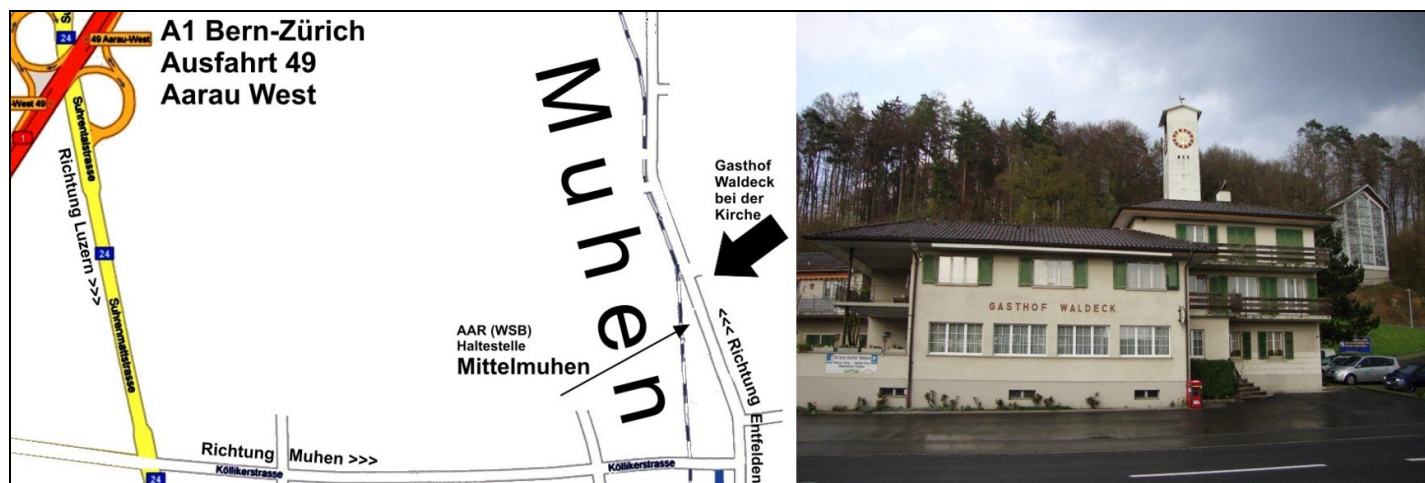 A1 Bern-Zürich
Ausfahrt 49
Aarau West
24
49 Aarau-West
West 49
1
Suhrentalstrasse
Richtung Luzern >>>
24
Suhrenmattstrasse
24
Muhen
Gasthof
Waldeck
bei der
Kirche
AAR (WSB)
Haltestelle
Mittelmuhen
<<< Richtung Entfelden
Richtung Muhen >>>
Köllikerstrasse
Köllikerstrasse
GASTHOF WALDECK